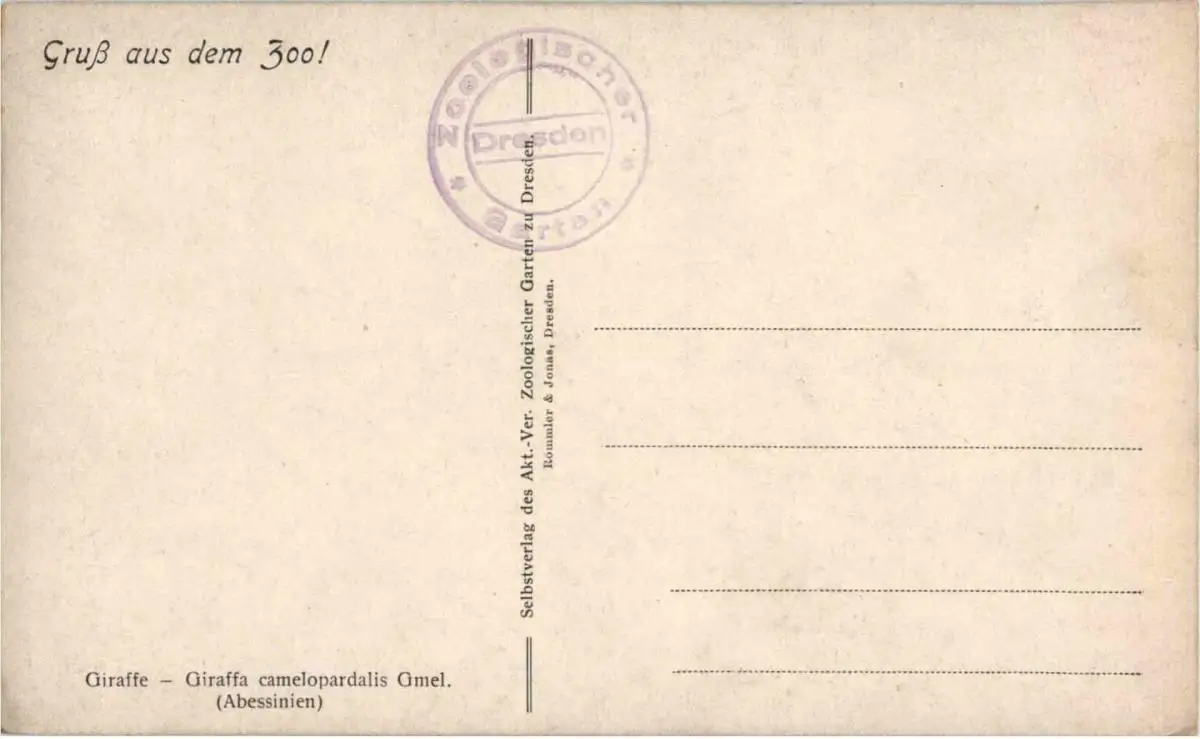 Gruß aus dem Zoo!
Zoologischer
Dresden
* Garten *
Selbstverlag des Akt.-Ver. Zoologischer Garten zu Dresden.
Römmler & Jonas, Dresden.
Giraffe – Giraffa camelopardalis Gmel.
(Abessinien)